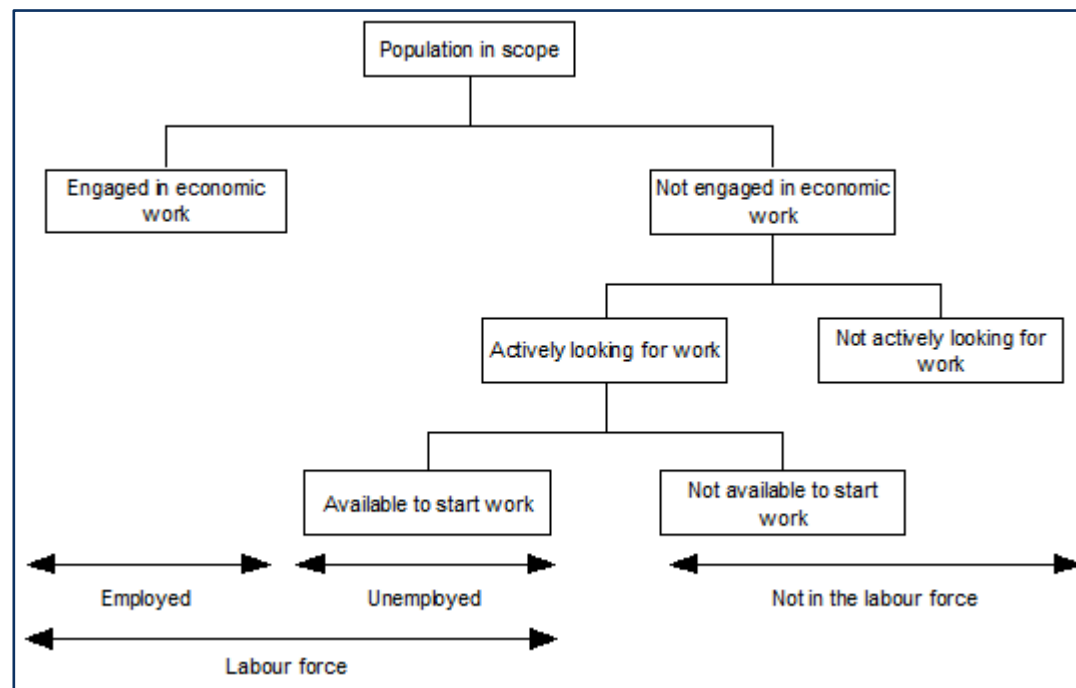 Population in scope
Engaged in economic
work
Not engaged in economic
work
Actively looking for work
Not actively looking for
work
Available to start work
Not available to start
work
Employed
Unemployed
Not in the labour force
Labour force